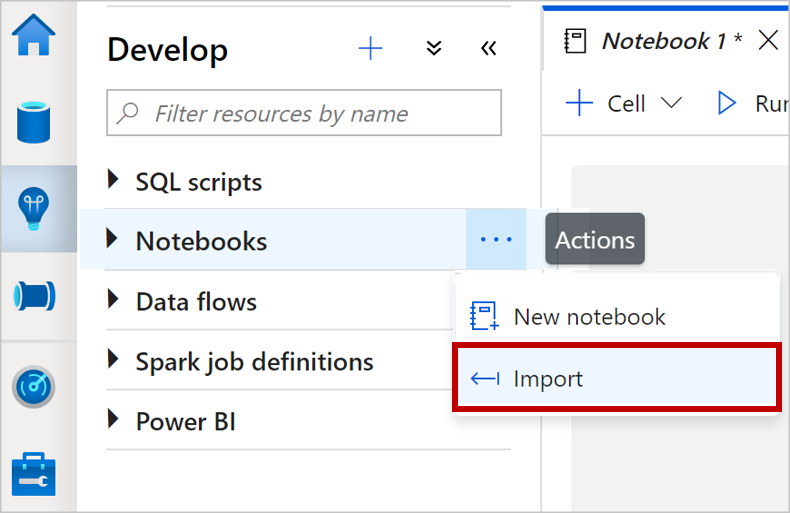 Develop
Notebook 1 *
Filter resources by name
Cell
Run
SQL scripts
Notebooks
Actions
Data flows
New notebook
Spark job definitions
Import
Power BI